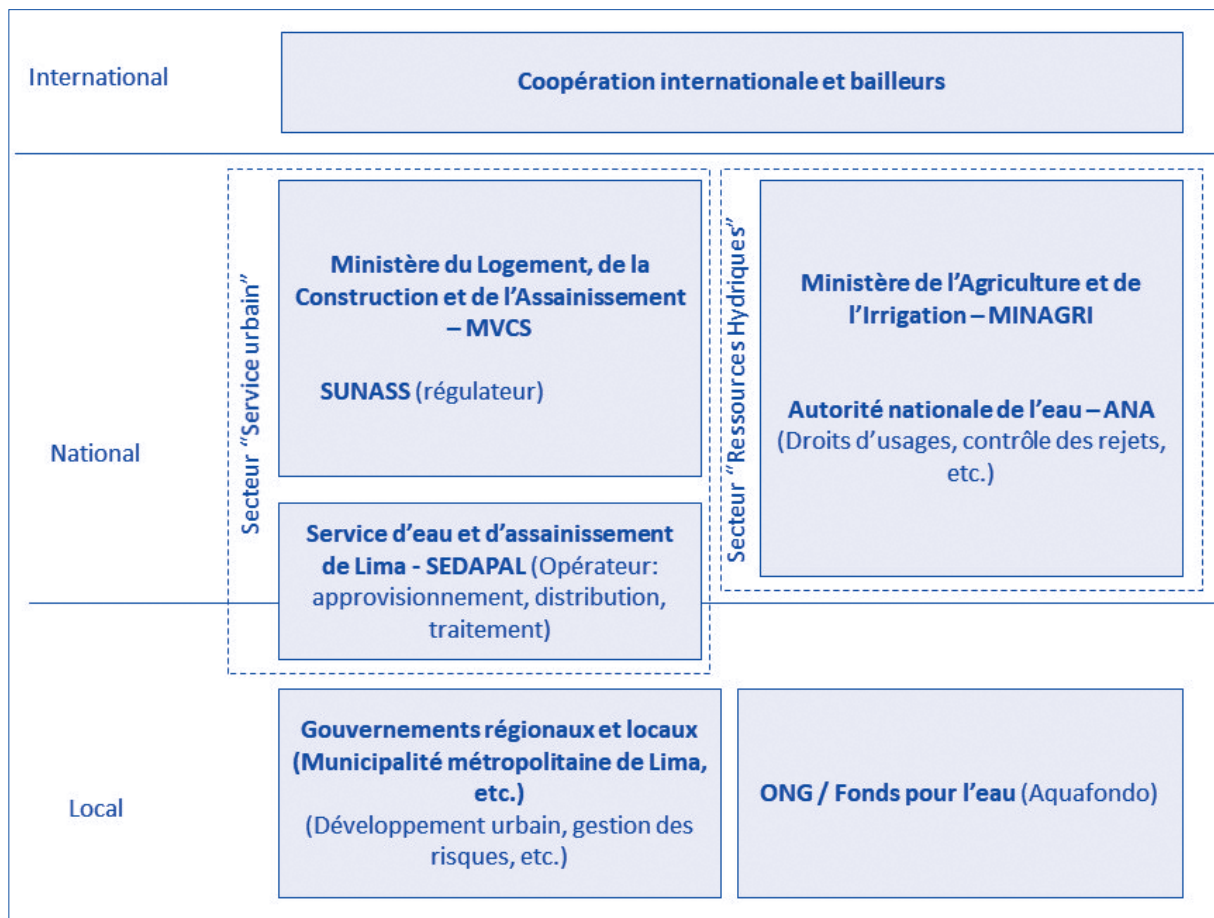 International
Coopération internationale et bailleurs
National
Secteur “Service urbain”
Ministère du Logement, de la
Construction et de l’Assainissement
– MVCS
SUNASS (régulateur)
Service d’eau et d’assainissement
de Lima - SEDAPAL (Opérateur:
approvisionnement, distribution,
traitement)
Secteur “Ressources Hydriques”
Ministère de l’Agriculture et de
l’Irrigation – MINAGRI
Autorité nationale de l’eau – ANA
(Droits d’usages, contrôle des rejets,
etc.)
Local
Gouvernements régionaux et locaux
(Municipalité métropolitaine de Lima,
etc.)
(Développement urbain, gestion des
risques, etc.)
ONG / Fonds pour l’eau (Aquafondo)